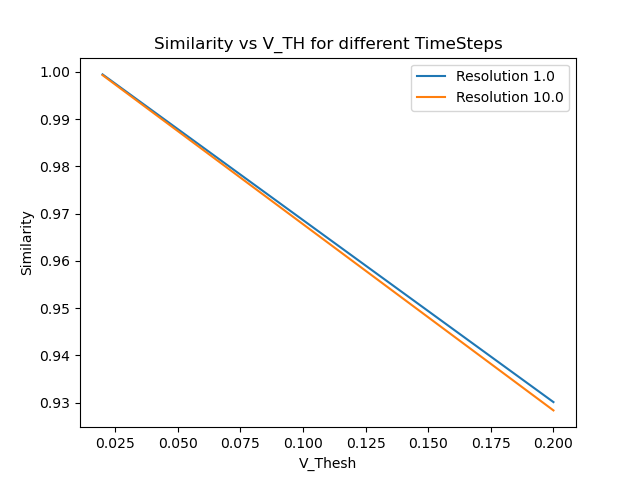 Similarity vs V_TH for different TimeSteps
Resolution 1.0
Resolution 10.0
Similarity
1.00
0.99
0.98
0.97
0.96
0.95
0.94
0.93
0.025 0.050 0.075 0.100 0.125 0.150 0.175 0.200
V_Thesh